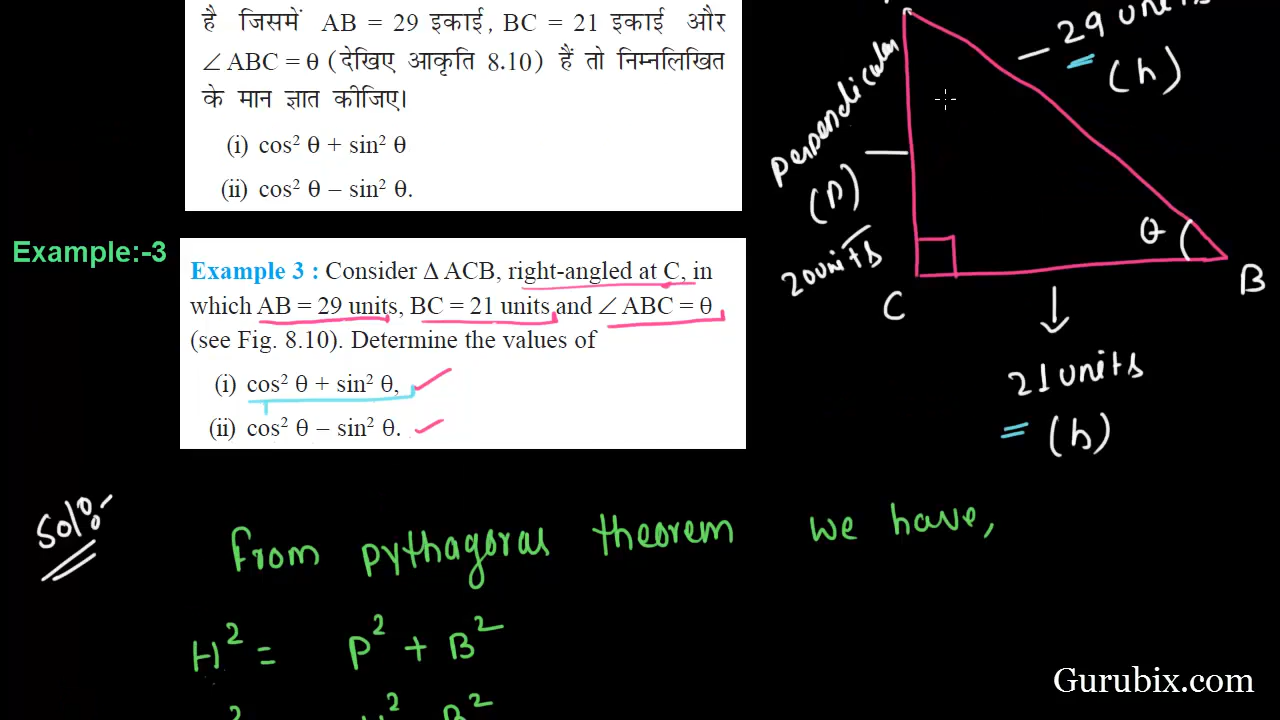 है जिसमें AB = 29 इकाई, BC = 21 इकाई और
∠ ABC = θ (देखिए आकृति 8.10) हैं तो निम्नलिखित
के मान ज्ञात कीजिए।
(i) cos² θ + sin² θ
(ii) cos² θ − sin² θ.
Example:-3
Example 3 : Consider Δ ACB, right-angled at C, in
which AB = 29 units, BC = 21 units and ∠ ABC = θ
(see Fig. 8.10). Determine the values of
(i) cos² θ + sin² θ,
(ii) cos² θ − sin² θ.
29 units
(h)
perpendicular
(p)
20units
θ
B
C
21 units
(b)
Solⁿ:-
From pythagoras theorem we have,
H² = P² + B²
Gurubix.com